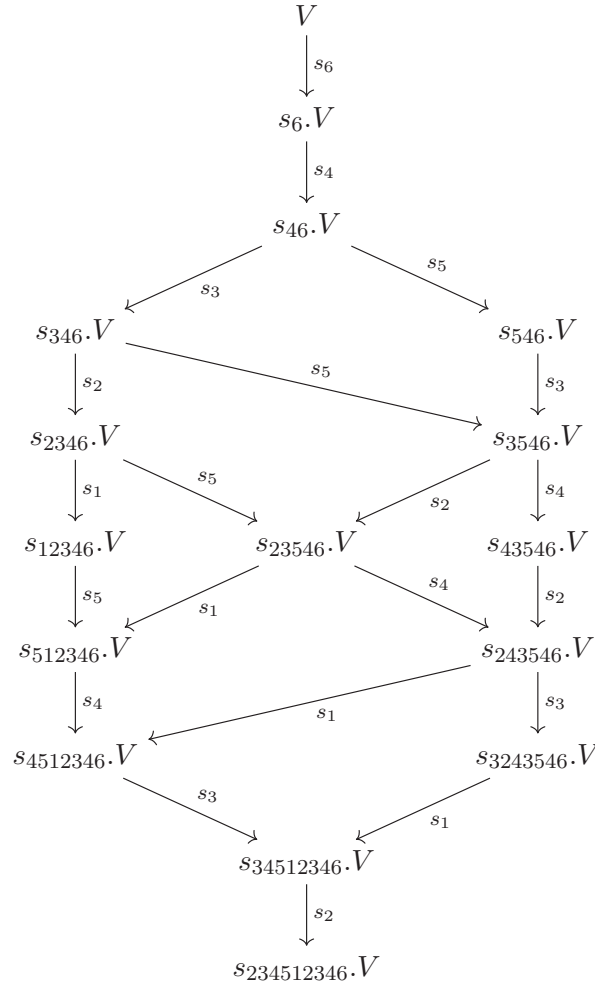 V
s₆
s₆.V
s₄
s₄₆.V
s₃ s₅
s₃₄₆.V s₅₄₆.V
s₂ s₅ s₃
s₂₃₄₆.V s₃₅₄₆.V
s₁ s₅ s₂ s₄
s₁₂₃₄₆.V s₂₃₅₄₆.V s₄₃₅₄₆.V
s₅ s₁ s₄ s₂
s₅₁₂₃₄₆.V s₂₄₃₅₄₆.V
s₄ s₁ s₃
s₄₅₁₂₃₄₆.V s₃₂₄₃₅₄₆.V
s₃ s₁
s₃₄₅₁₂₃₄₆.V
s₂
s₂₃₄₅₁₂₃₄₆.V